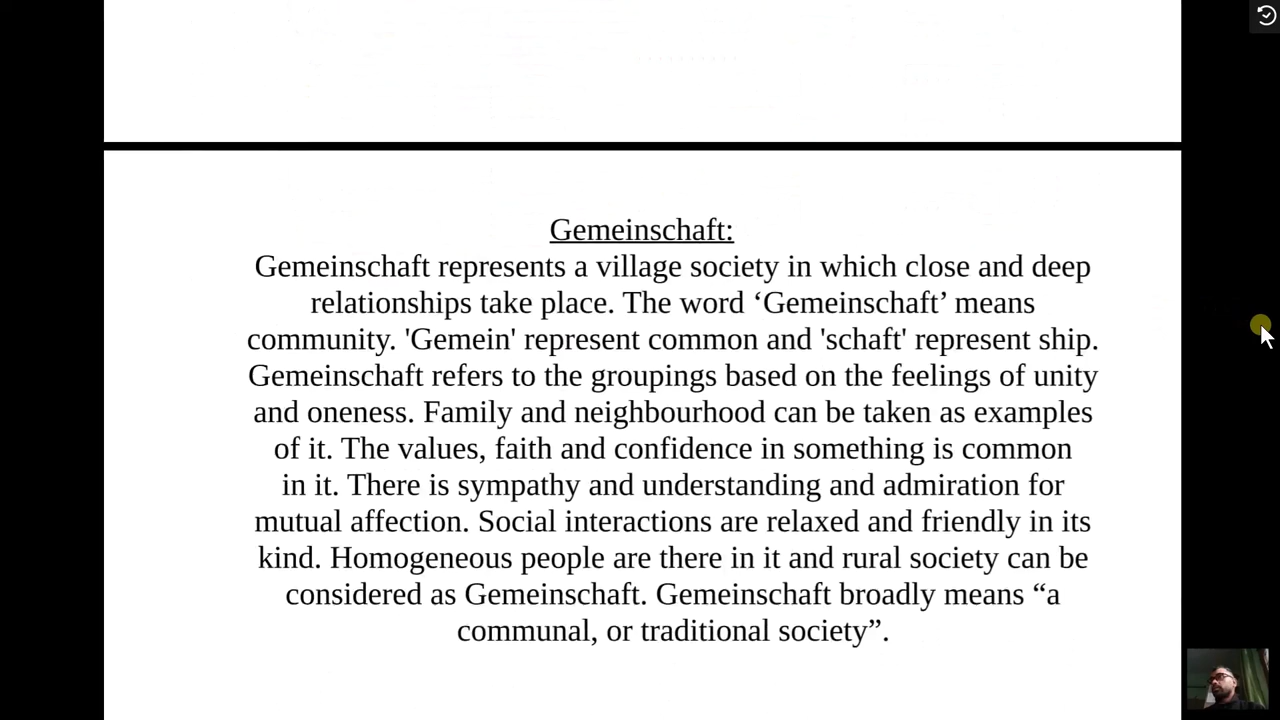 Gemeinschaft:
Gemeinschaft represents a village society in which close and deep
relationships take place. The word ‘Gemeinschaft’ means
community. 'Gemein' represent common and 'schaft' represent ship.
Gemeinschaft refers to the groupings based on the feelings of unity
and oneness. Family and neighbourhood can be taken as examples
of it. The values, faith and confidence in something is common
in it. There is sympathy and understanding and admiration for
mutual affection. Social interactions are relaxed and friendly in its
kind. Homogeneous people are there in it and rural society can be
considered as Gemeinschaft. Gemeinschaft broadly means “a
communal, or traditional society”.